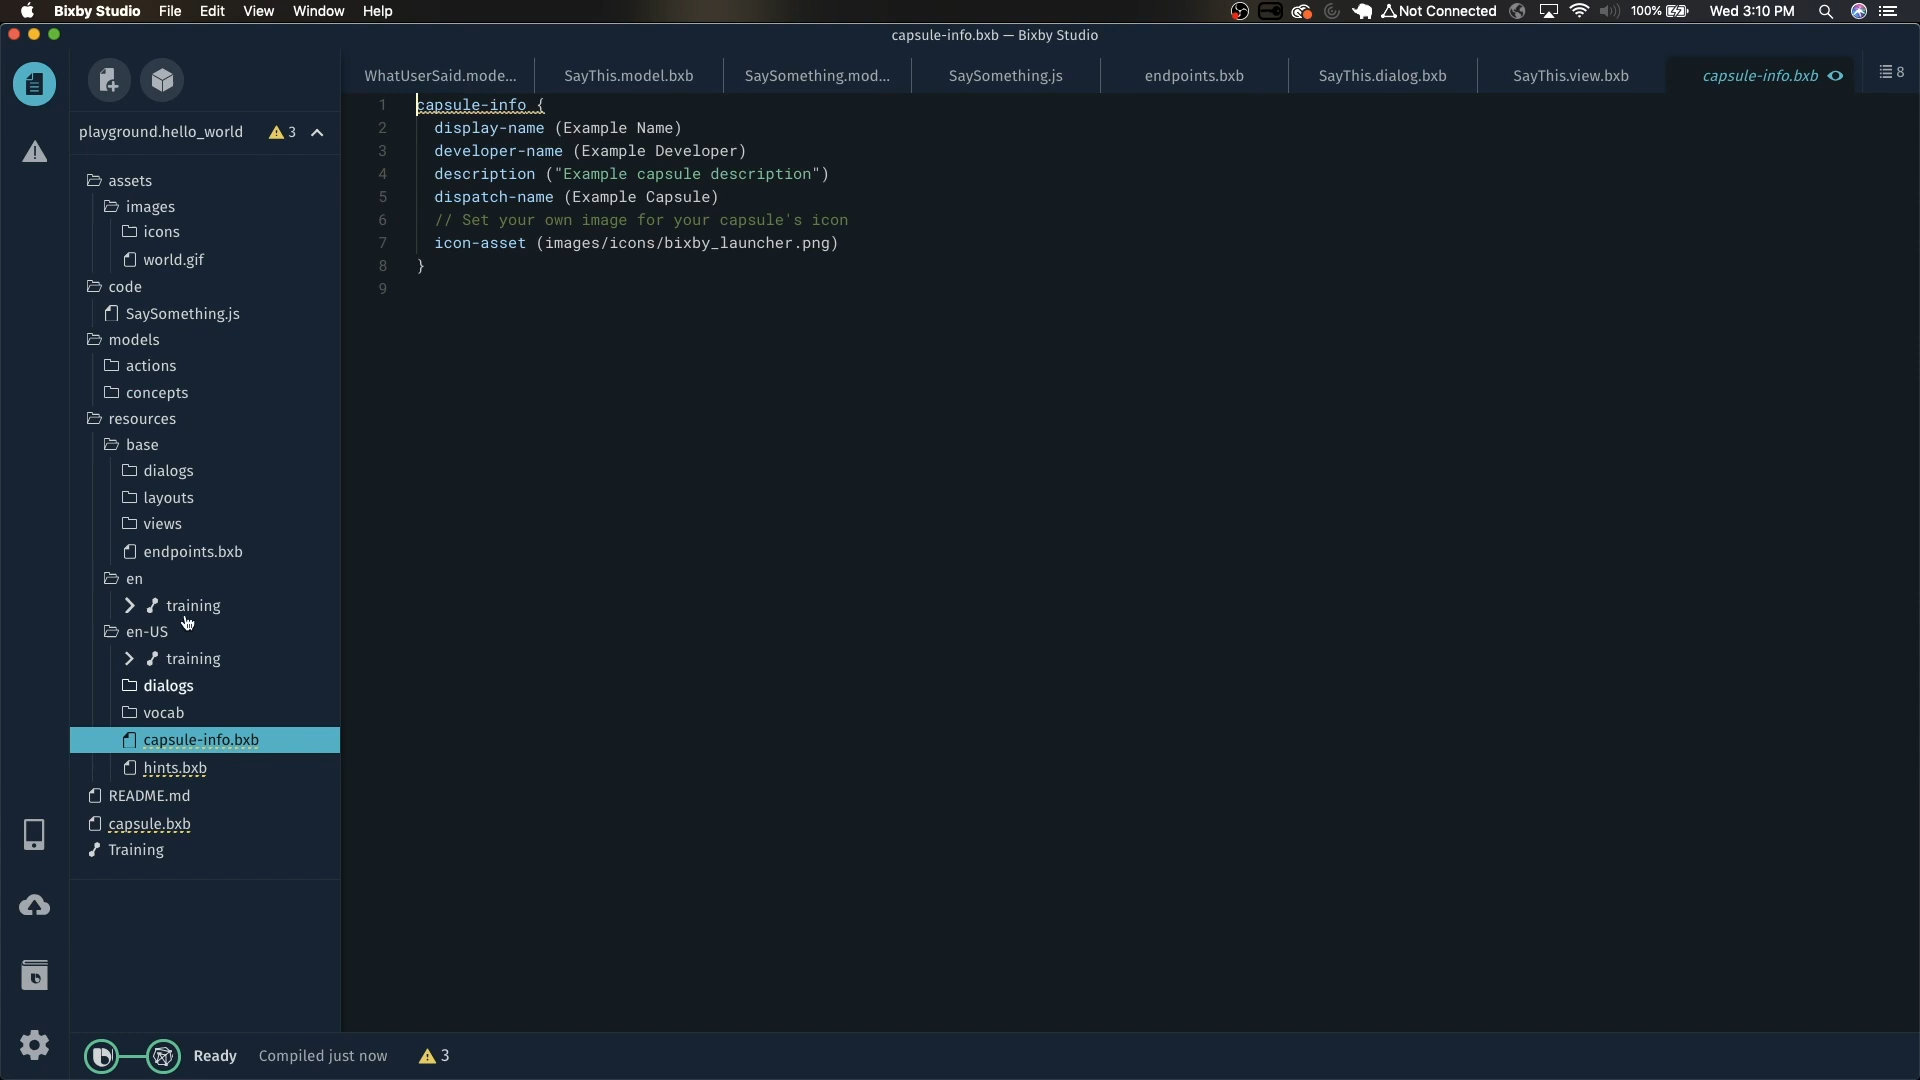 Bixby Studio File Edit View Window Help
Not Connected 100% Wed 3:10 PM
capsule-info.bxb — Bixby Studio
WhatUserSaid.mode... SayThis.model.bxb SaySomething.mod... SaySomething.js endpoints.bxb SayThis.dialog.bxb SayThis.view.bxb capsule-info.bxb 8
playground.hello_world 3
assets
images
icons
world.gif
code
SaySomething.js
models
actions
concepts
resources
base
dialogs
layouts
views
endpoints.bxb
en
training
en-US
training
dialogs
vocab
capsule-info.bxb
hints.bxb
README.md
capsule.bxb
Training
1 capsule-info {
2 display-name (Example Name)
3 developer-name (Example Developer)
4 description ("Example capsule description")
5 dispatch-name (Example Capsule)
6 // Set your own image for your capsule's icon
7 icon-asset (images/icons/bixby_launcher.png)
8 }
9
Ready Compiled just now 3